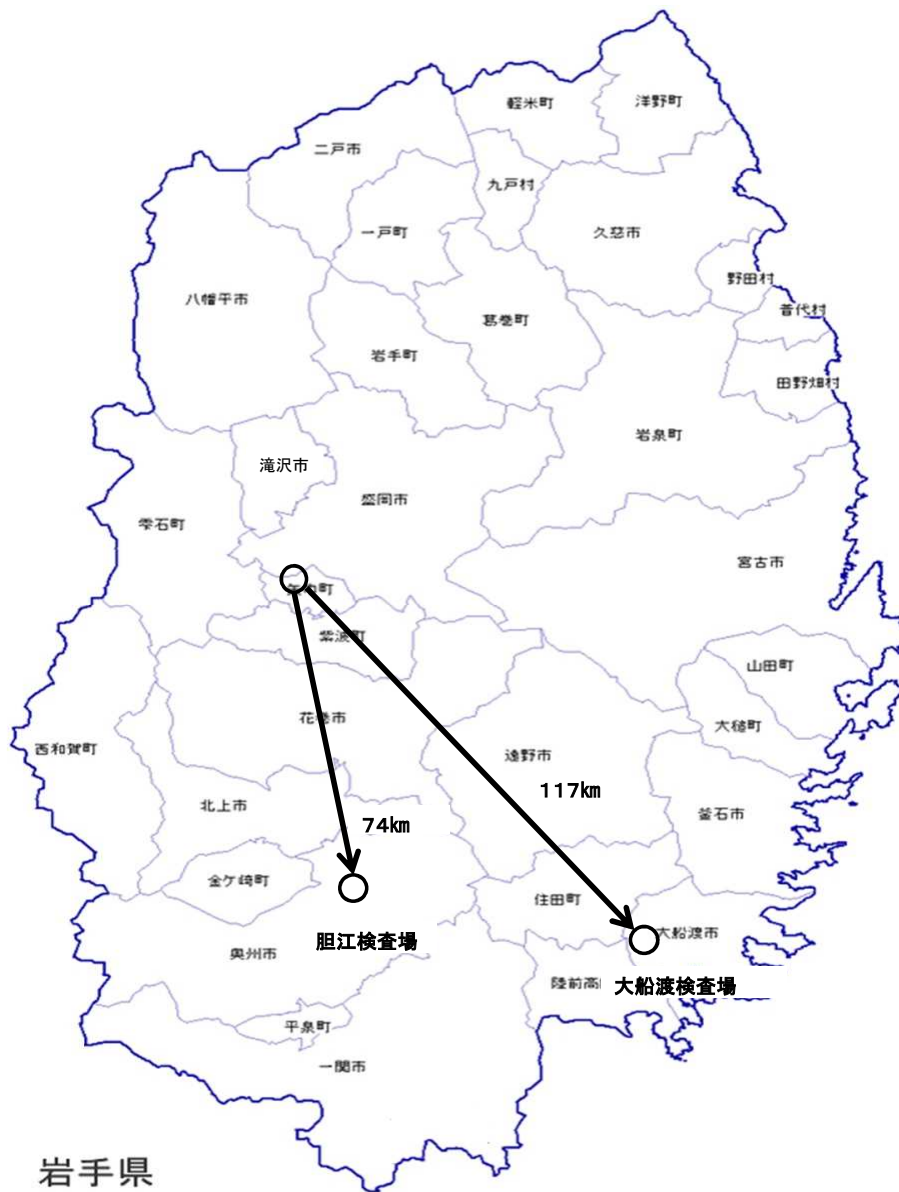 洋野町
軽米町
二戸市
九戸村
一戸町
久慈市
野田村
八幡平市
普代村
葛巻町
岩手町
田野畑村
岩泉町
滝沢市
盛岡市
雫石町
宮古市
紫波町
山田町
花巻市
大槌町
西和賀町
遠野市
117km
北上市
釜石市
74km
金ケ崎町
住田町
大船渡市
胆江検査場
奥州市
陸前高
大船渡検査場
平泉町
一関市
岩手県